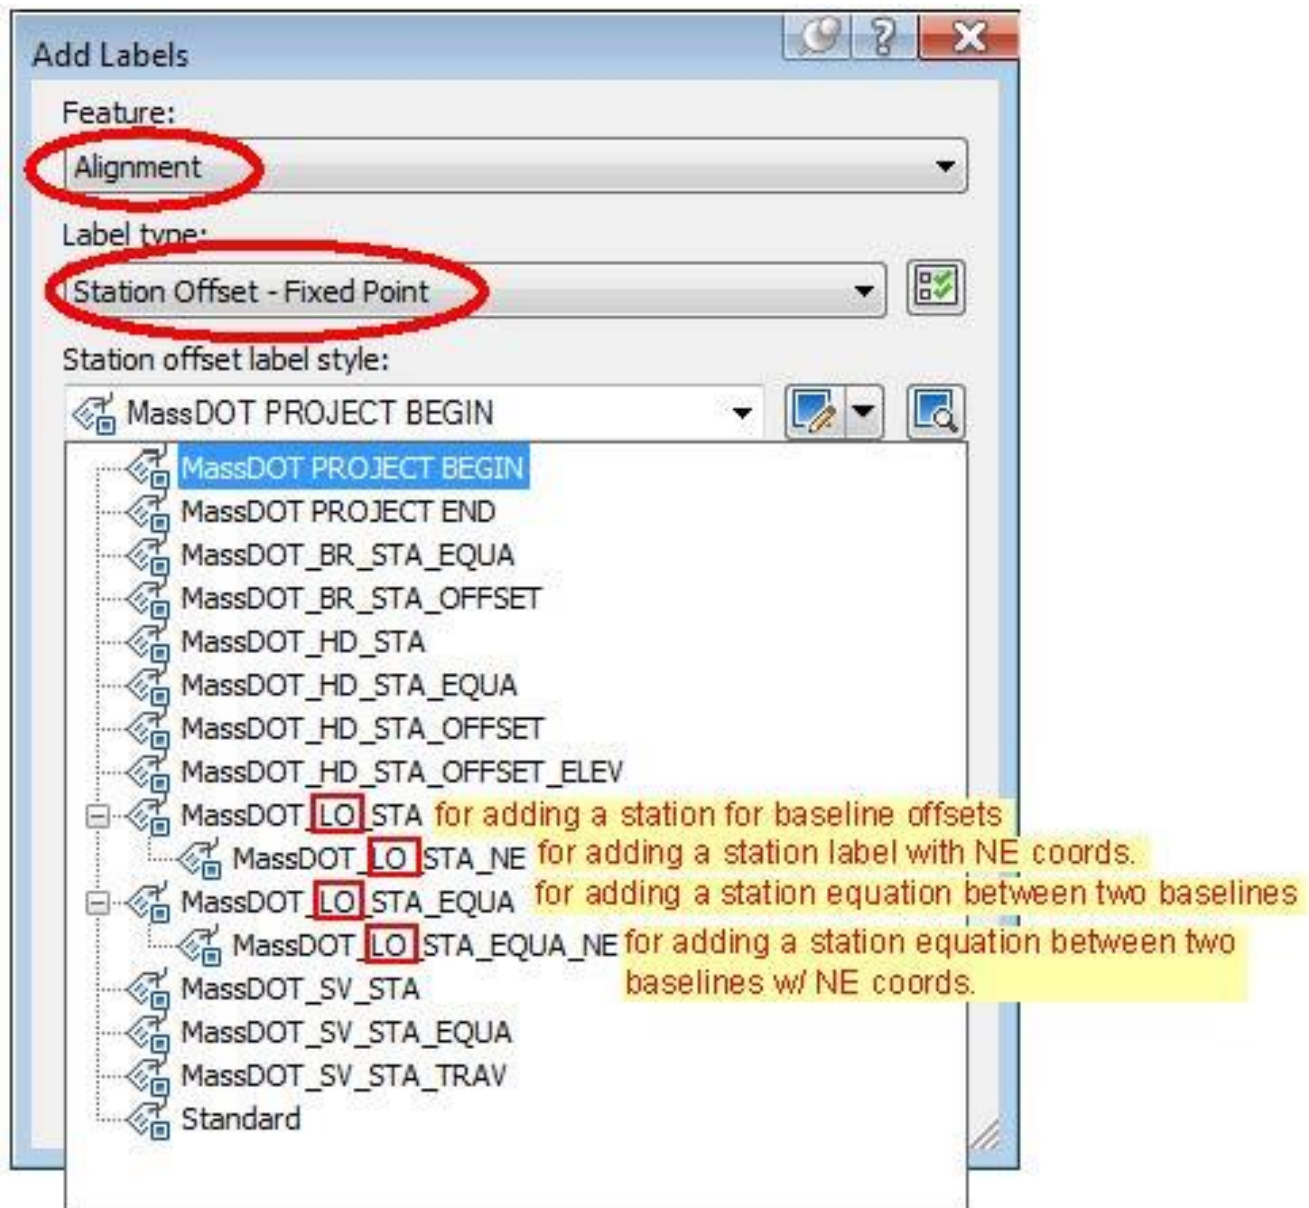 Add Labels
Feature:
Alignment
Label type:
Station Offset - Fixed Point
Station offset label style:
MassDOT PROJECT BEGIN
MassDOT PROJECT BEGIN
MassDOT PROJECT END
MassDOT_BR_STA_EQUA
MassDOT_BR_STA_OFFSET
MassDOT_HD_STA
MassDOT_HD_STA_EQUA
MassDOT_HD_STA_OFFSET
MassDOT_HD_STA_OFFSET_ELEV
MassDOT_LO_STA for adding a station for baseline offsets
MassDOT_LO_STA_NE for adding a station label with NE coords.
MassDOT_LO_STA_EQUA for adding a station equation between two baselines
MassDOT_LO_STA_EQUA_NE for adding a station equation between two
baselines w/ NE coords.
MassDOT_SV_STA
MassDOT_SV_STA_EQUA
MassDOT_SV_STA_TRAV
Standard